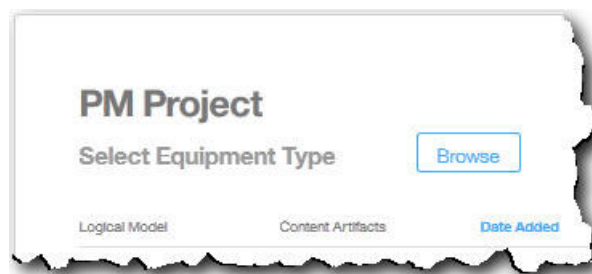 PM Project
Select Equipment Type Browse
Logical Model Content Artifacts Date Added